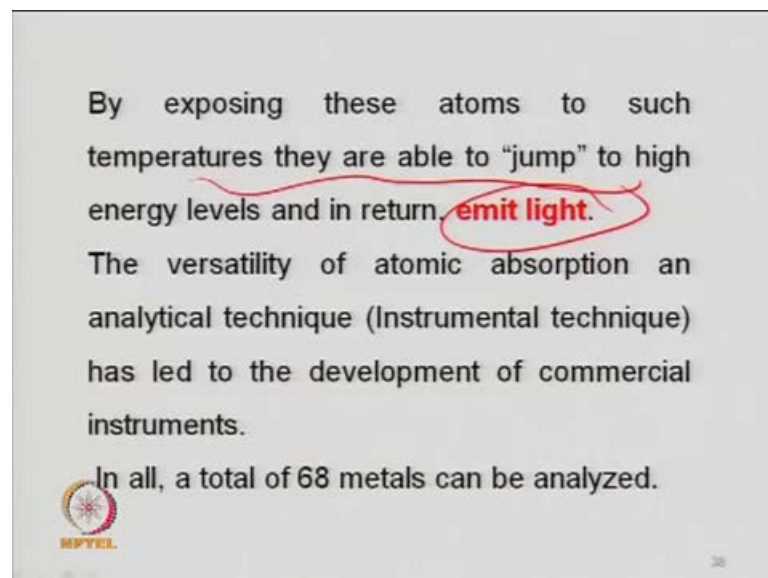 By exposing these atoms to such
temperatures they are able to “jump” to high
energy levels and in return, emit light.
The versatility of atomic absorption an
analytical technique (Instrumental technique)
has led to the development of commercial
instruments.
In all, a total of 68 metals can be analyzed.
NPTEL
38